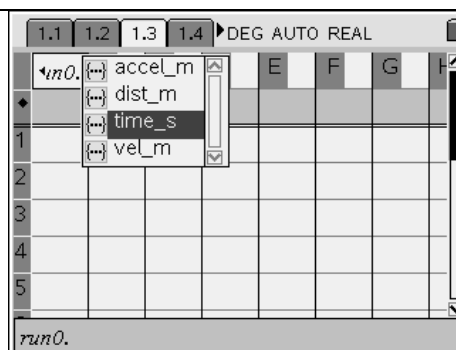 1.1 1.2 1.3 1.4 DEG AUTO REAL
un0. E F G H
accel_m
dist_m
time_s
vel_m
1
2
3
4
5
run0.